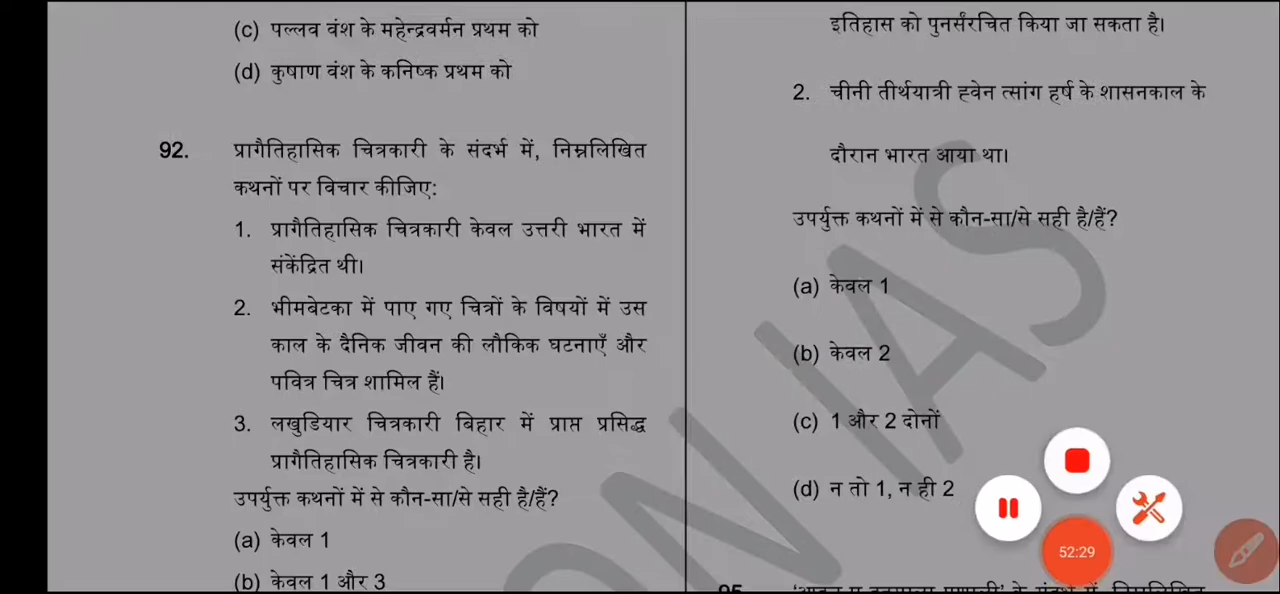 (c) पल्लव वंश के महेन्द्रवर्मन प्रथम को
(d) कुषाण वंश के कनिष्क प्रथम को
92. प्रागैतिहासिक चित्रकारी के संदर्भ में, निम्नलिखित
कथनों पर विचार कीजिए:
1. प्रागैतिहासिक चित्रकारी केवल उत्तरी भारत में
संकेंद्रित थी।
2. भीमबेटका में पाए गए चित्रों के विषयों में उस
काल के दैनिक जीवन की लौकिक घटनाएँ और
पवित्र चित्र शामिल हैं।
3. लखुडियार चित्रकारी बिहार में प्राप्त प्रसिद्ध
प्रागैतिहासिक चित्रकारी है।
उपर्युक्त कथनों में से कौन-सा/से सही है/हैं?
(a) केवल 1
(b) केवल 1 और 3
इतिहास को पुनर्संरचित किया जा सकता है।
2. चीनी तीर्थयात्री ह्वेन त्सांग हर्ष के शासनकाल के
दौरान भारत आया था।
उपर्युक्त कथनों में से कौन-सा/से सही है/हैं?
(a) केवल 1
(b) केवल 2
(c) 1 और 2 दोनों
(d) न तो 1, न ही 2
ON IAS
52:29